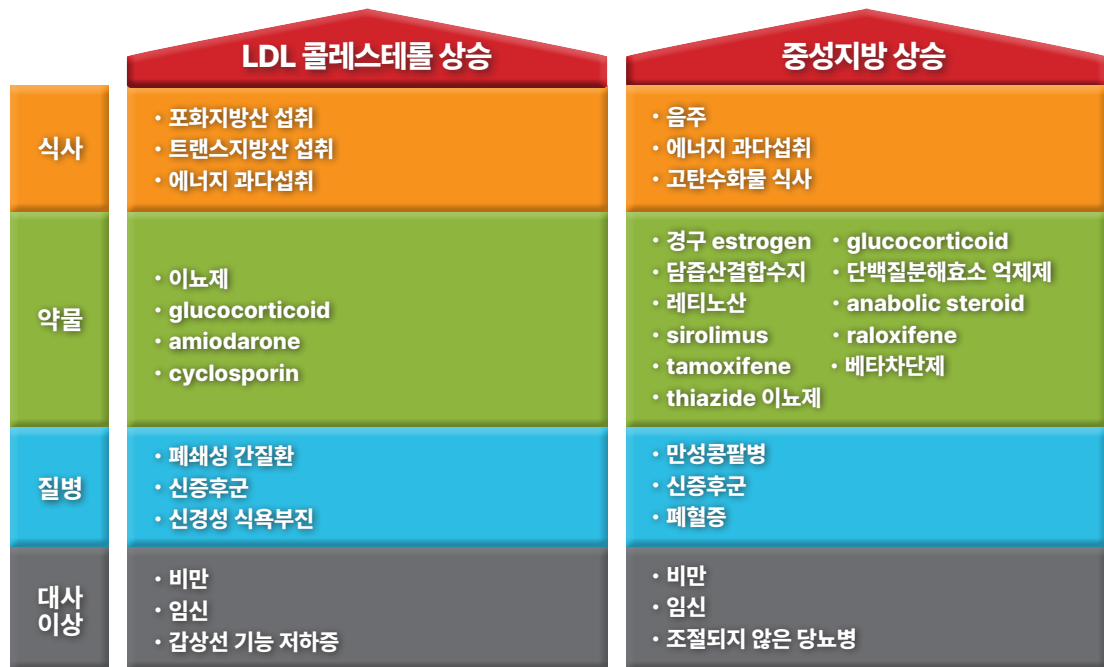 LDL 콜레스테롤 상승
중성지방 상승
식사
· 포화지방산 섭취
· 트랜스지방산 섭취
· 에너지 과다섭취
· 음주
· 에너지 과다섭취
· 고탄수화물 식사
약물
· 이뇨제
· glucocorticoid
· amiodarone
· cyclosporin
· 경구 estrogen · glucocorticoid
· 담즙산결합수지 · 단백질분해효소 억제제
· 레티노산 · anabolic steroid
· sirolimus · raloxifene
· tamoxifene · 베타차단제
· thiazide 이뇨제
질병
· 폐쇄성 간질환
· 신증후군
· 신경성 식욕부진
· 만성콩팥병
· 신증후군
· 폐혈증
대사
이상
· 비만
· 임신
· 갑상선 기능 저하증
· 비만
· 임신
· 조절되지 않은 당뇨병